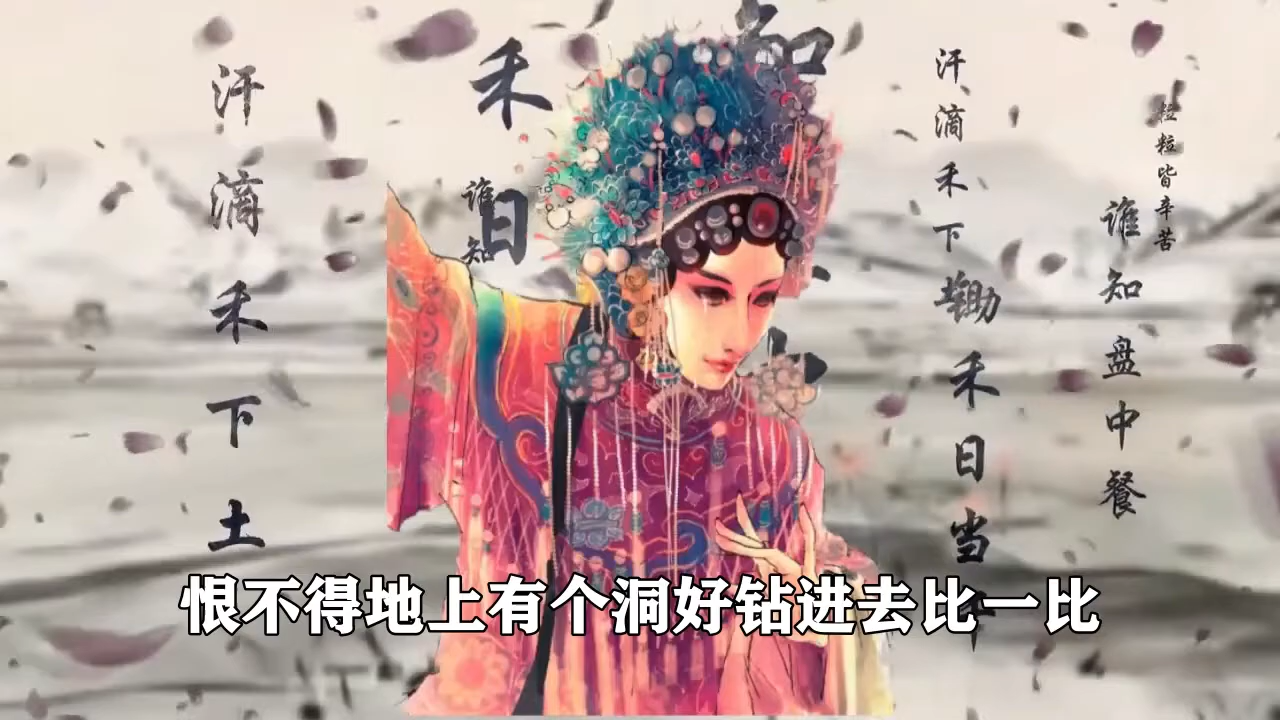 汗滴禾下土
禾日
谁知
知
汗滴禾下
锄禾日当
谁知盘中餐
粒粒皆辛苦
恨不得地上有个洞好钻进去比一比